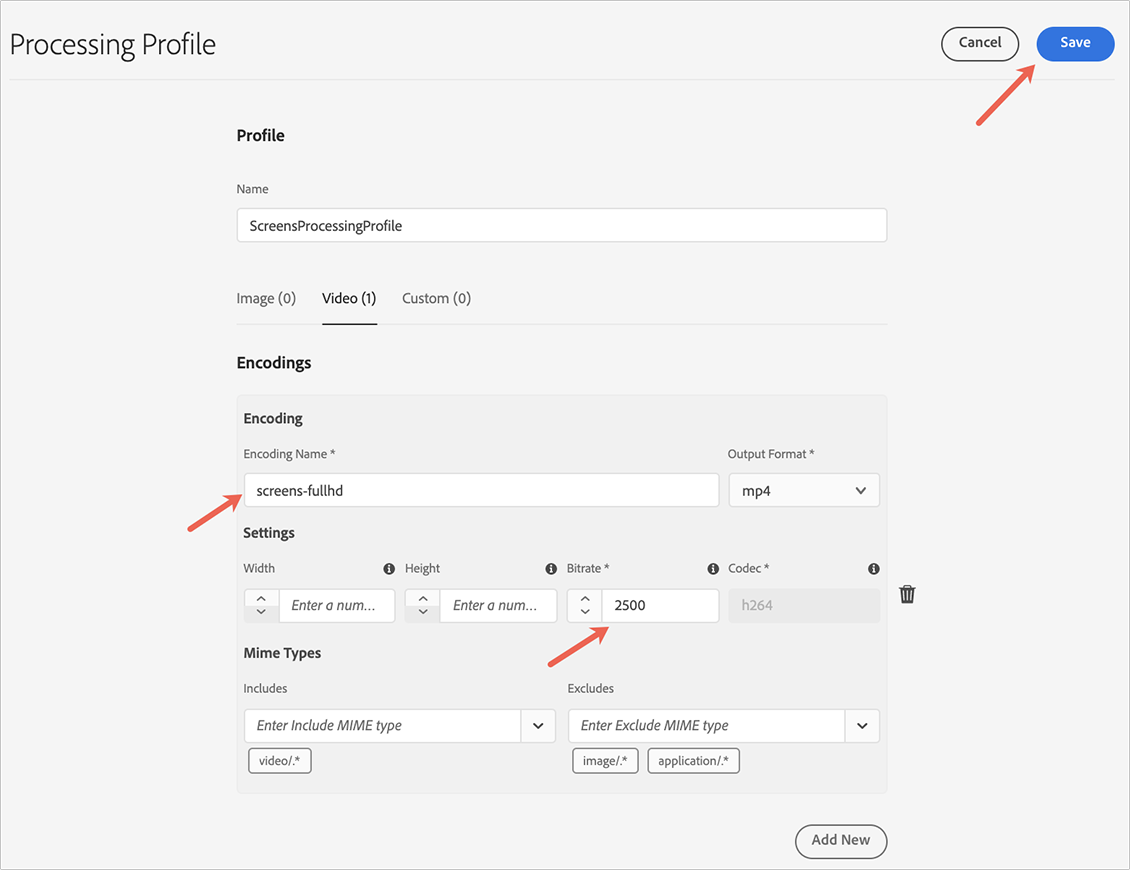 Processing Profile
Cancel
Save
Profile
Name
ScreensProcessingProfile
Image (0) Video (1) Custom (0)
Encodings
Encoding
Encoding Name * Output Format *
screens-fullhd mp4
Settings
Width Height Bitrate * Codec *
Enter a num... Enter a num... 2500 h264
Mime Types
Includes Excludes
Enter Include MIME type Enter Exclude MIME type
video/.* image/.* application/.*
Add New